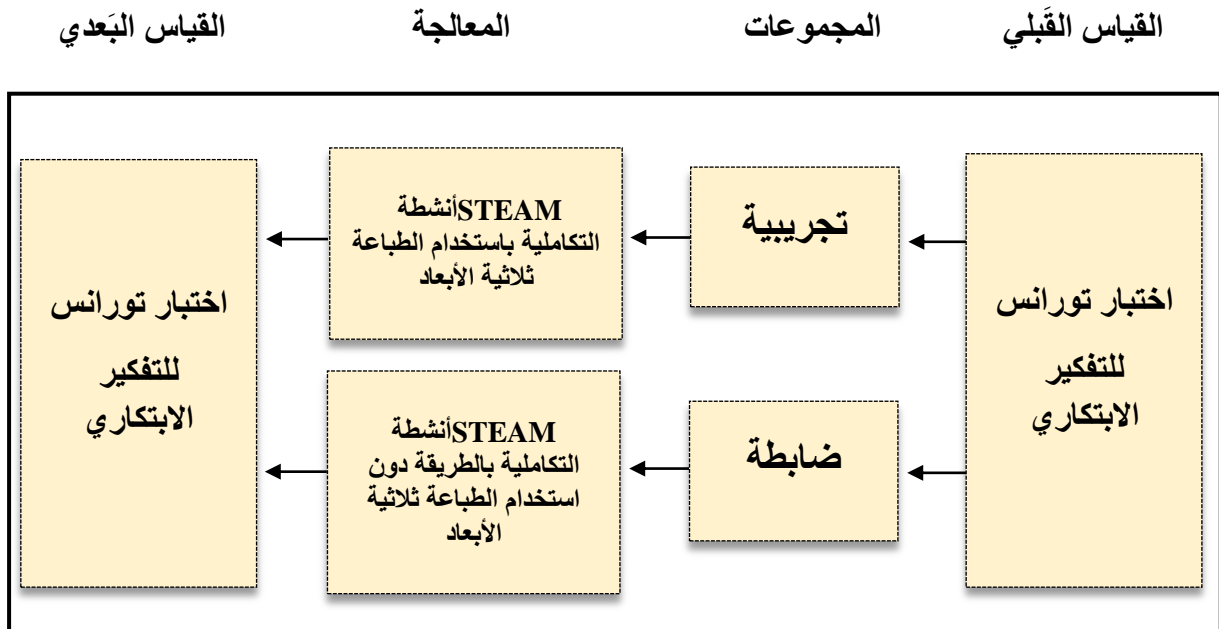 القياس القَبلي
المجموعات
المعالجة
القياس البَعدي
اختبار تورانس
للتفكير
الابتكاري
تجريبية
STEAMأنشطة
التكاملية باستخدام الطباعة
ثلاثية الأبعاد
ضابطة
STEAMأنشطة
التكاملية بالطريقة دون
استخدام الطباعة ثلاثية
الأبعاد
اختبار تورانس
للتفكير
الابتكاري